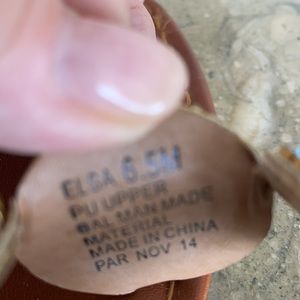 ELSA 6.5M
PU UPPER
BAL MAN MADE
MATERIAL
MADE IN CHINA
PAR NOV 14